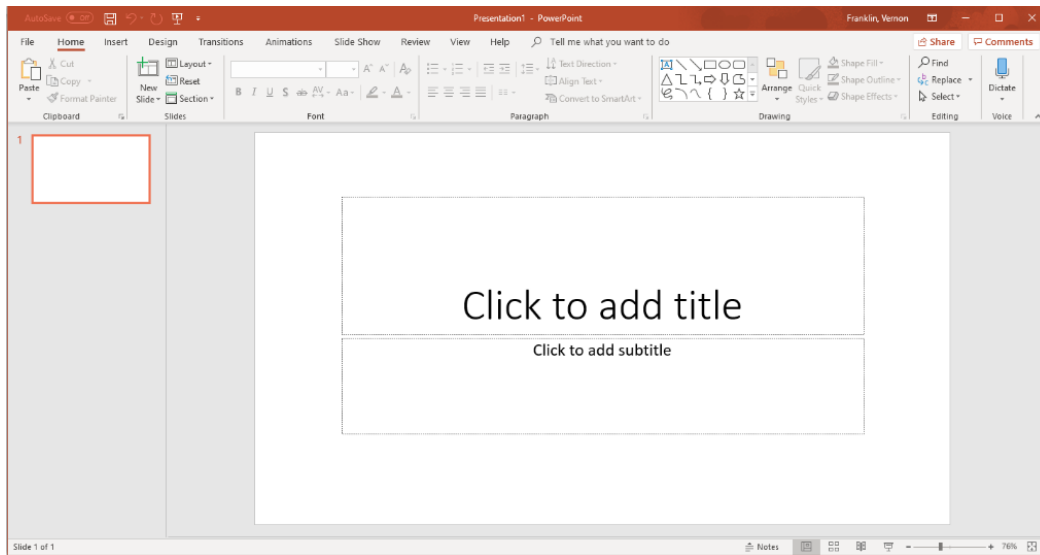 AutoSave Off Presentation1 - PowerPoint Franklin, Vernon
File Home Insert Design Transitions Animations Slide Show Review View Help Tell me what you want to do Share Comments
Cut Layout Text Direction Shape Fill Find
Paste Copy New Slide Reset Align Text Arrange Quick Styles Shape Outline Replace Dictate
Format Painter Section B I U S ab AV Aa A Convert to SmartArt Shape Effects Select
Clipboard Slides Font Paragraph Drawing Editing Voice
1
Click to add title
Click to add subtitle
Slide 1 of 1 Notes 76%